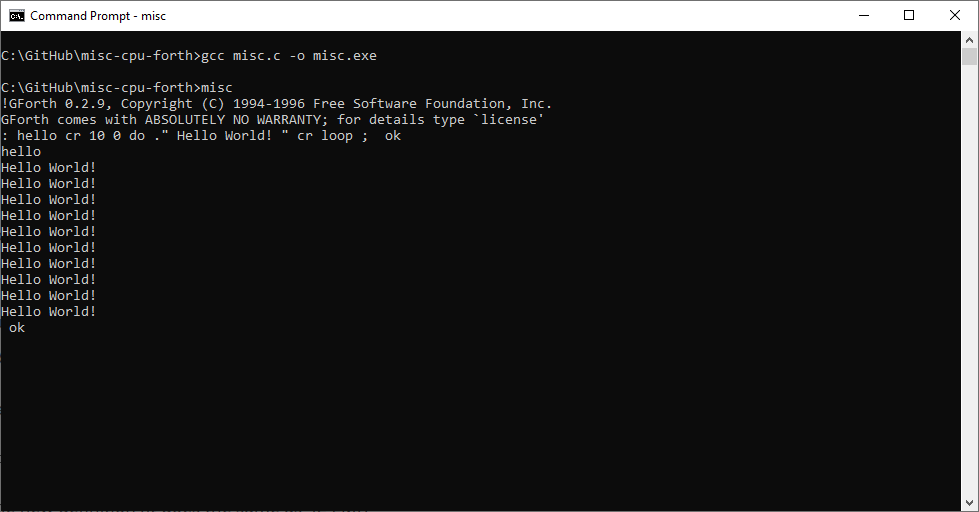 Command Prompt - misc
C:\GitHub\misc-cpu-forth>gcc misc.c -o misc.exe
C:\GitHub\misc-cpu-forth>misc
!GForth 0.2.9, Copyright (C) 1994-1996 Free Software Foundation, Inc.
GForth comes with ABSOLUTELY NO WARRANTY; for details type `license'
: hello cr 10 0 do ." Hello World! " cr loop ;  ok
hello
Hello World!
Hello World!
Hello World!
Hello World!
Hello World!
Hello World!
Hello World!
Hello World!
Hello World!
Hello World!
 ok